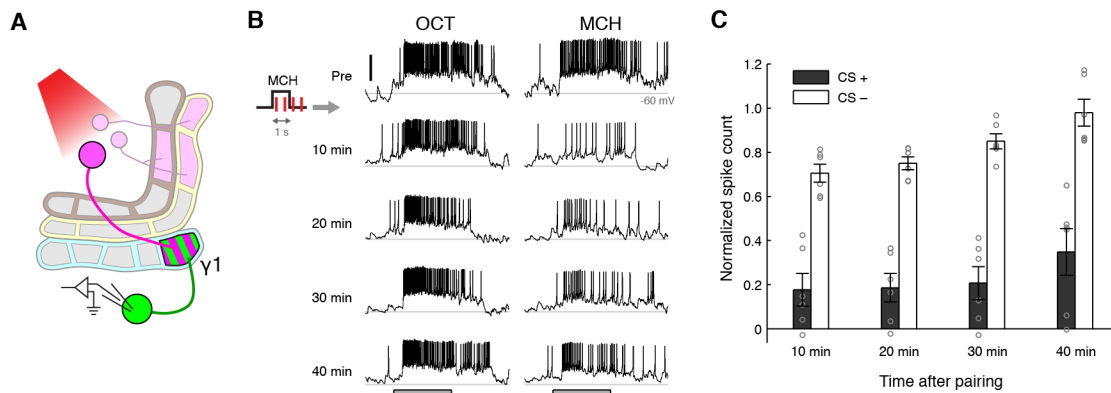 A
γ1
B
OCT
MCH
MCH
1 s
Pre
-60 mV
10 min
20 min
30 min
40 min
C
Normalized spike count
1.2
1.0
0.8
0.6
0.4
0.2
0
CS +
CS –
10 min
20 min
30 min
40 min
Time after pairing